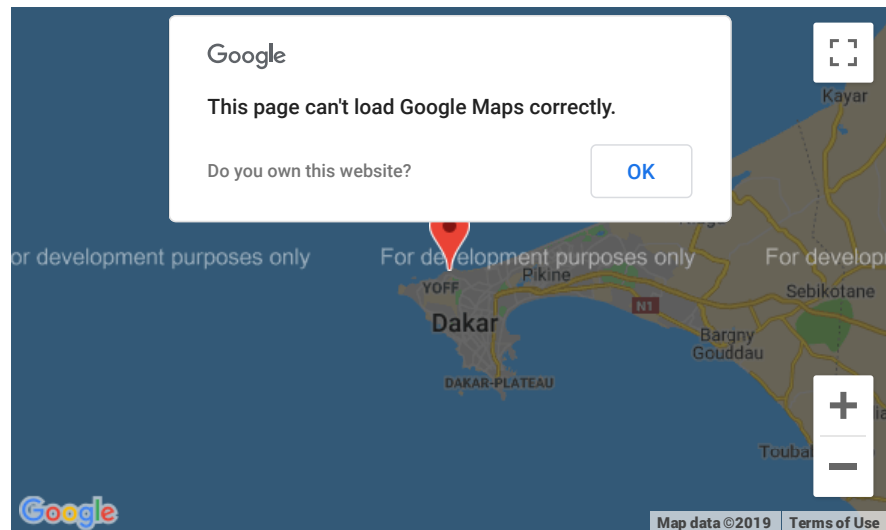 Google
This page can't load Google Maps correctly.
Do you own this website?
OK
Kayar
or development purposes only
For development purposes only
For develop
Pikine
YOFF
Sebikotane
N1
Dakar
Bargny
Gouddau
DAKAR-PLATEAU
Touba
Google
Map data ©2019
Terms of Use